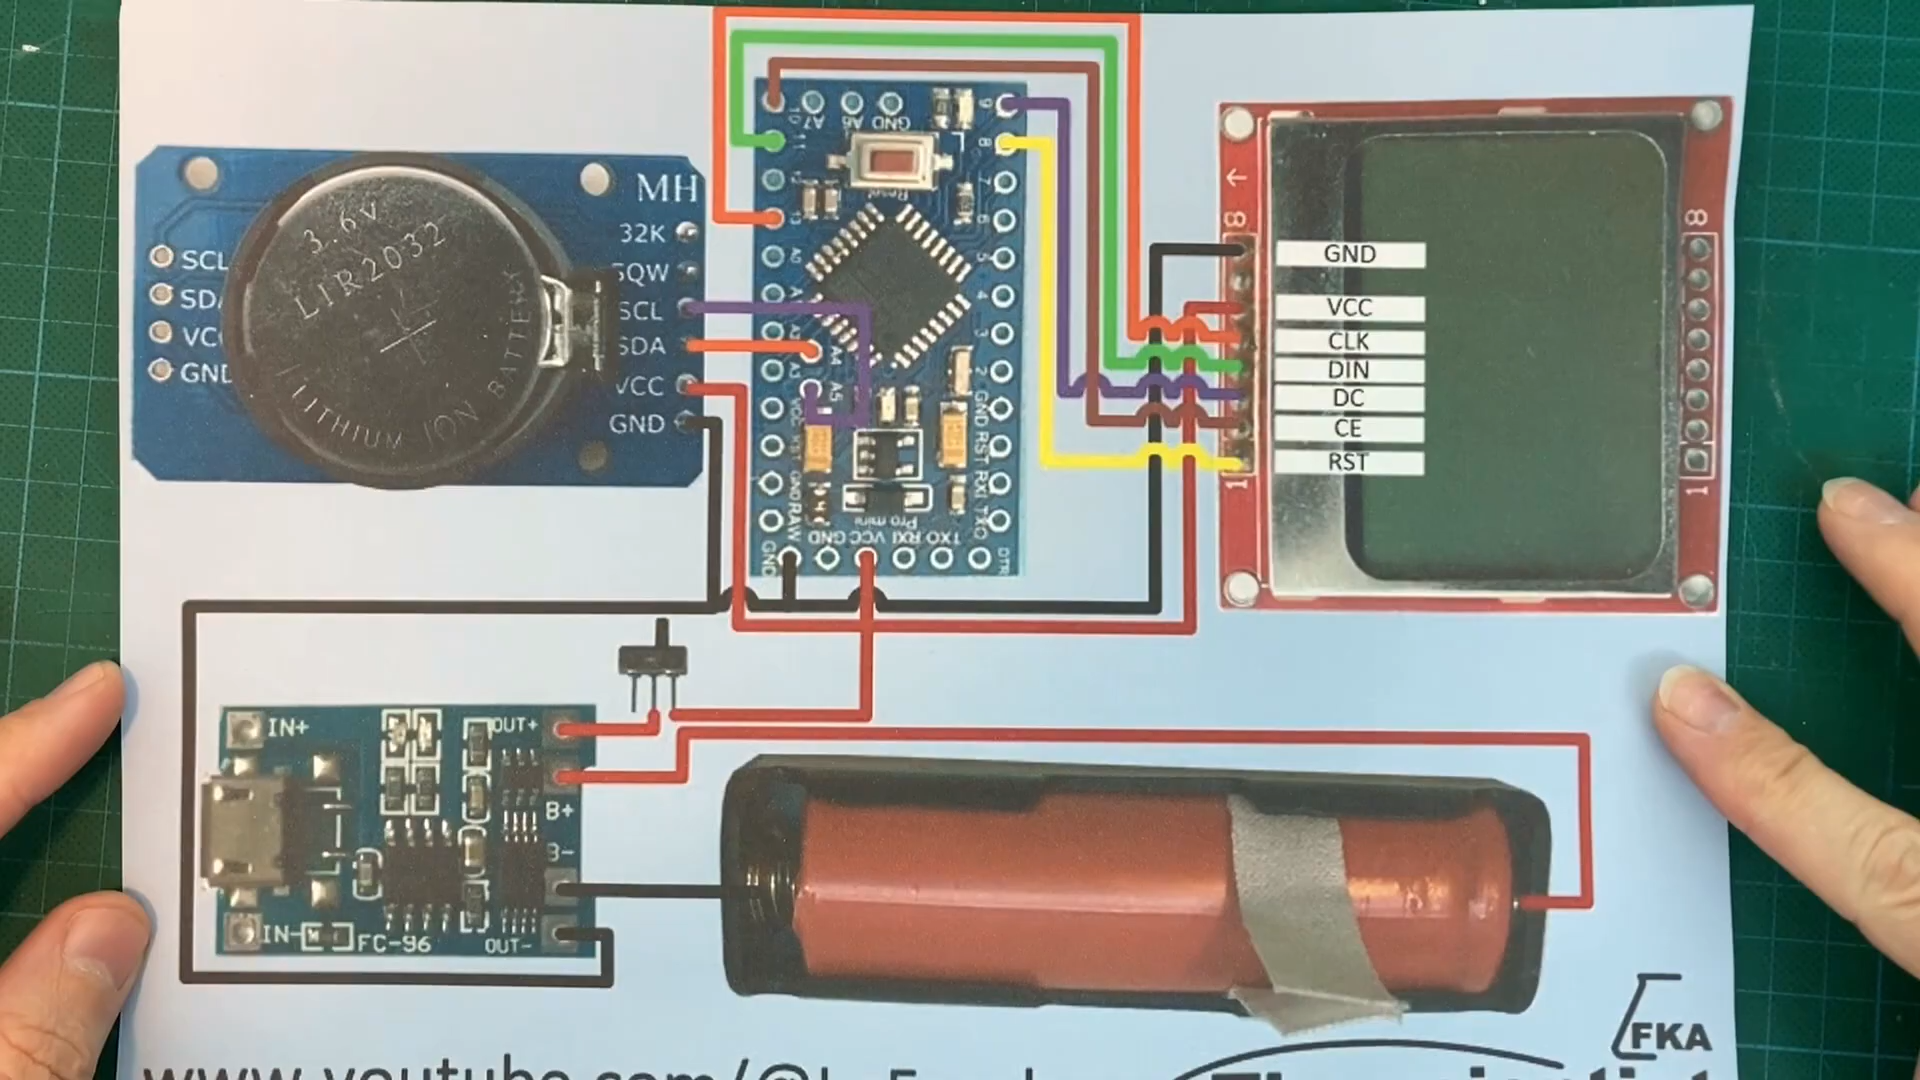 MH
32K
SQW
SCL
SDA
VCC
GND
SCL
SDA
VCC
GND
3.6V
LIR2032
LITHIUM ION BATTERY
10 A7 A6 GND 9
11
12
13
8
7
6
5
4
3
2
Reset
A0
A1
A2
A3
A4
A5
VCC
RST
GND
RAW
GND
RST
RXI
TXO
Pro mini
GND
GND
VCC
RXI
TXO
DTR
8
1
GND
VCC
CLK
DIN
DC
CE
RST
8
1
IN+
OUT+
B+
B-
IN-
FC-96
OUT-
FKA